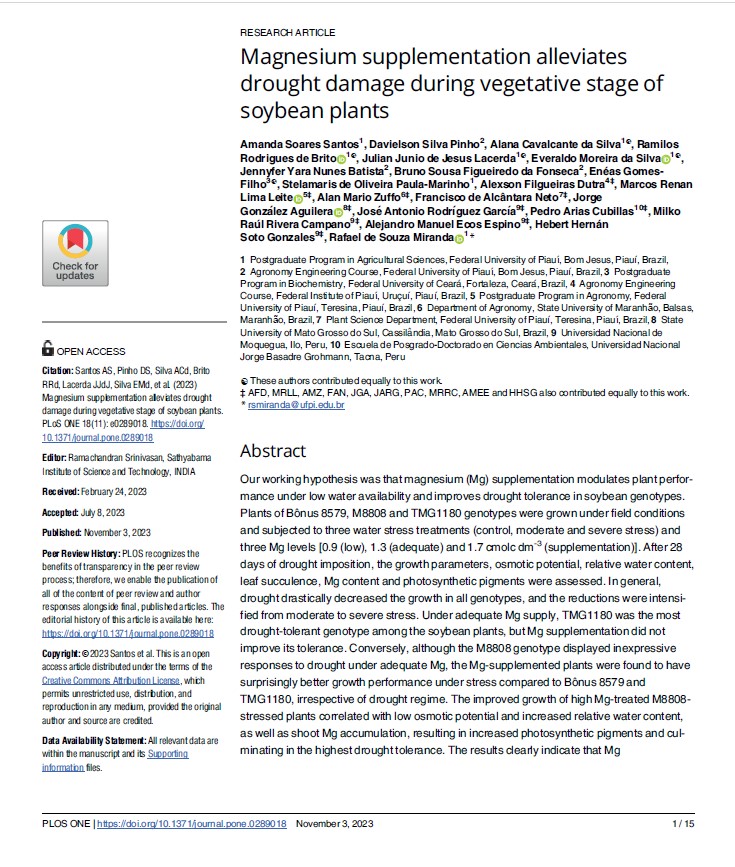 RESEARCH ARTICLE
Magnesium supplementation alleviates
drought damage during vegetative stage of
soybean plants
Amanda Soares Santos1, Davielson Silva Pinho2, Alana Cavalcante da Silva1☯, Ramilos
Rodrigues de Brito1☯, Julian Junio de Jesus Lacerda1☯, Everaldo Moreira da Silva1☯,
Jennyfer Yara Nunes Batista2, Bruno Sousa Figueiredo da Fonseca2, Enéas Gomes-
Filho3☯, Stelamaris de Oliveira Paula-Marinho1, Alexson Filgueiras Dutra4‡, Marcos Renan
Lima Leite5‡, Alan Mario Zuffo6‡, Francisco de Alcântara Neto7‡, Jorge
González Aguilera8‡, José Antonio Rodríguez García9‡, Pedro Arias Cubillas10‡, Milko
Raúl Rivera Campano9‡, Alejandro Manuel Ecos Espino9‡, Hebert Hernán
Soto Gonzales9‡, Rafael de Souza Miranda1*
1 Postgraduate Program in Agricultural Sciences, Federal University of Piauí, Bom Jesus, Piauí, Brazil,
2 Agronomy Engineering Course, Federal University of Piauí, Bom Jesus, Piauí, Brazil, 3 Postgraduate
Program in Biochemistry, Federal University of Ceará, Fortaleza, Ceará, Brazil, 4 Agronomy Engineering
Course, Federal Institute of Piauí, Uruçuí, Piauí, Brazil, 5 Postgraduate Program in Agronomy, Federal
University of Piauí, Teresina, Piauí, Brazil, 6 Department of Agronomy, State University of Maranhão, Balsas,
Maranhão, Brazil, 7 Plant Science Department, Federal University of Piauí, Teresina, Piauí, Brazil, 8 State
University of Mato Grosso do Sul, Cassilândia, Mato Grosso do Sul, Brazil, 9 Universidad Nacional de
Moquegua, Ilo, Peru, 10 Escuela de Posgrado-Doctorado en Ciencias Ambientales, Universidad Nacional
Jorge Basadre Grohmann, Tacna, Peru
☯ These authors contributed equally to this work.
‡ AFD, MRLL, AMZ, FAN, JGA, JARG, PAC, MRRC, AMEE and HHSG also contributed equally to this work.
* rsmiranda@ufpi.edu.br
Abstract
Our working hypothesis was that magnesium (Mg) supplementation modulates plant perfor-
mance under low water availability and improves drought tolerance in soybean genotypes.
Plants of Bônus 8579, M8808 and TMG1180 genotypes were grown under field conditions
and subjected to three water stress treatments (control, moderate and severe stress) and
three Mg levels [0.9 (low), 1.3 (adequate) and 1.7 cmolc dm−3 (supplementation)]. After 28
days of drought imposition, the growth parameters, osmotic potential, relative water content,
leaf succulence, Mg content and photosynthetic pigments were assessed. In general,
drought drastically decreased the growth in all genotypes, and the reductions were intensi-
fied from moderate to severe stress. Under adequate Mg supply, TMG1180 was the most
drought-tolerant genotype among the soybean plants, but Mg supplementation did not
improve its tolerance. Conversely, although the M8808 genotype displayed inexpressive
responses to drought under adequate Mg, the Mg-supplemented plants were found to have
surprisingly better growth performance under stress compared to Bônus 8579 and
TMG1180, irrespective of drought regime. The improved growth of high Mg-treated M8808-
stressed plants correlated with low osmotic potential and increased relative water content,
as well as shoot Mg accumulation, resulting in increased photosynthetic pigments and cul-
minating in the highest drought tolerance. The results clearly indicate that Mg
Check for
updates
OPEN ACCESS
Citation: Santos AS, Pinho DS, Silva ACd, Brito
RRd, Lacerda JJdJ, Silva EMd, et al. (2023)
Magnesium supplementation alleviates drought
damage during vegetative stage of soybean plants.
PLoS ONE 18(11): e0289018. https://doi.org/
10.1371/journal.pone.0289018
Editor: Ramachandran Srinivasan, Sathyabama
Institute of Science and Technology, INDIA
Received: February 24, 2023
Accepted: July 8, 2023
Published: November 3, 2023
Peer Review History: PLOS recognizes the
benefits of transparency in the peer review
process; therefore, we enable the publication of
all of the content of peer review and author
responses alongside final, published articles. The
editorial history of this article is available here:
https://doi.org/10.1371/journal.pone.0289018
Copyright: © 2023 Santos et al. This is an open
access article distributed under the terms of the
Creative Commons Attribution License, which
permits unrestricted use, distribution, and
reproduction in any medium, provided the original
author and source are credited.
Data Availability Statement: All relevant data are
within the manuscript and its Supporting
information files.
PLOS ONE | https://doi.org/10.1371/journal.pone.0289018 November 3, 2023 1 / 15